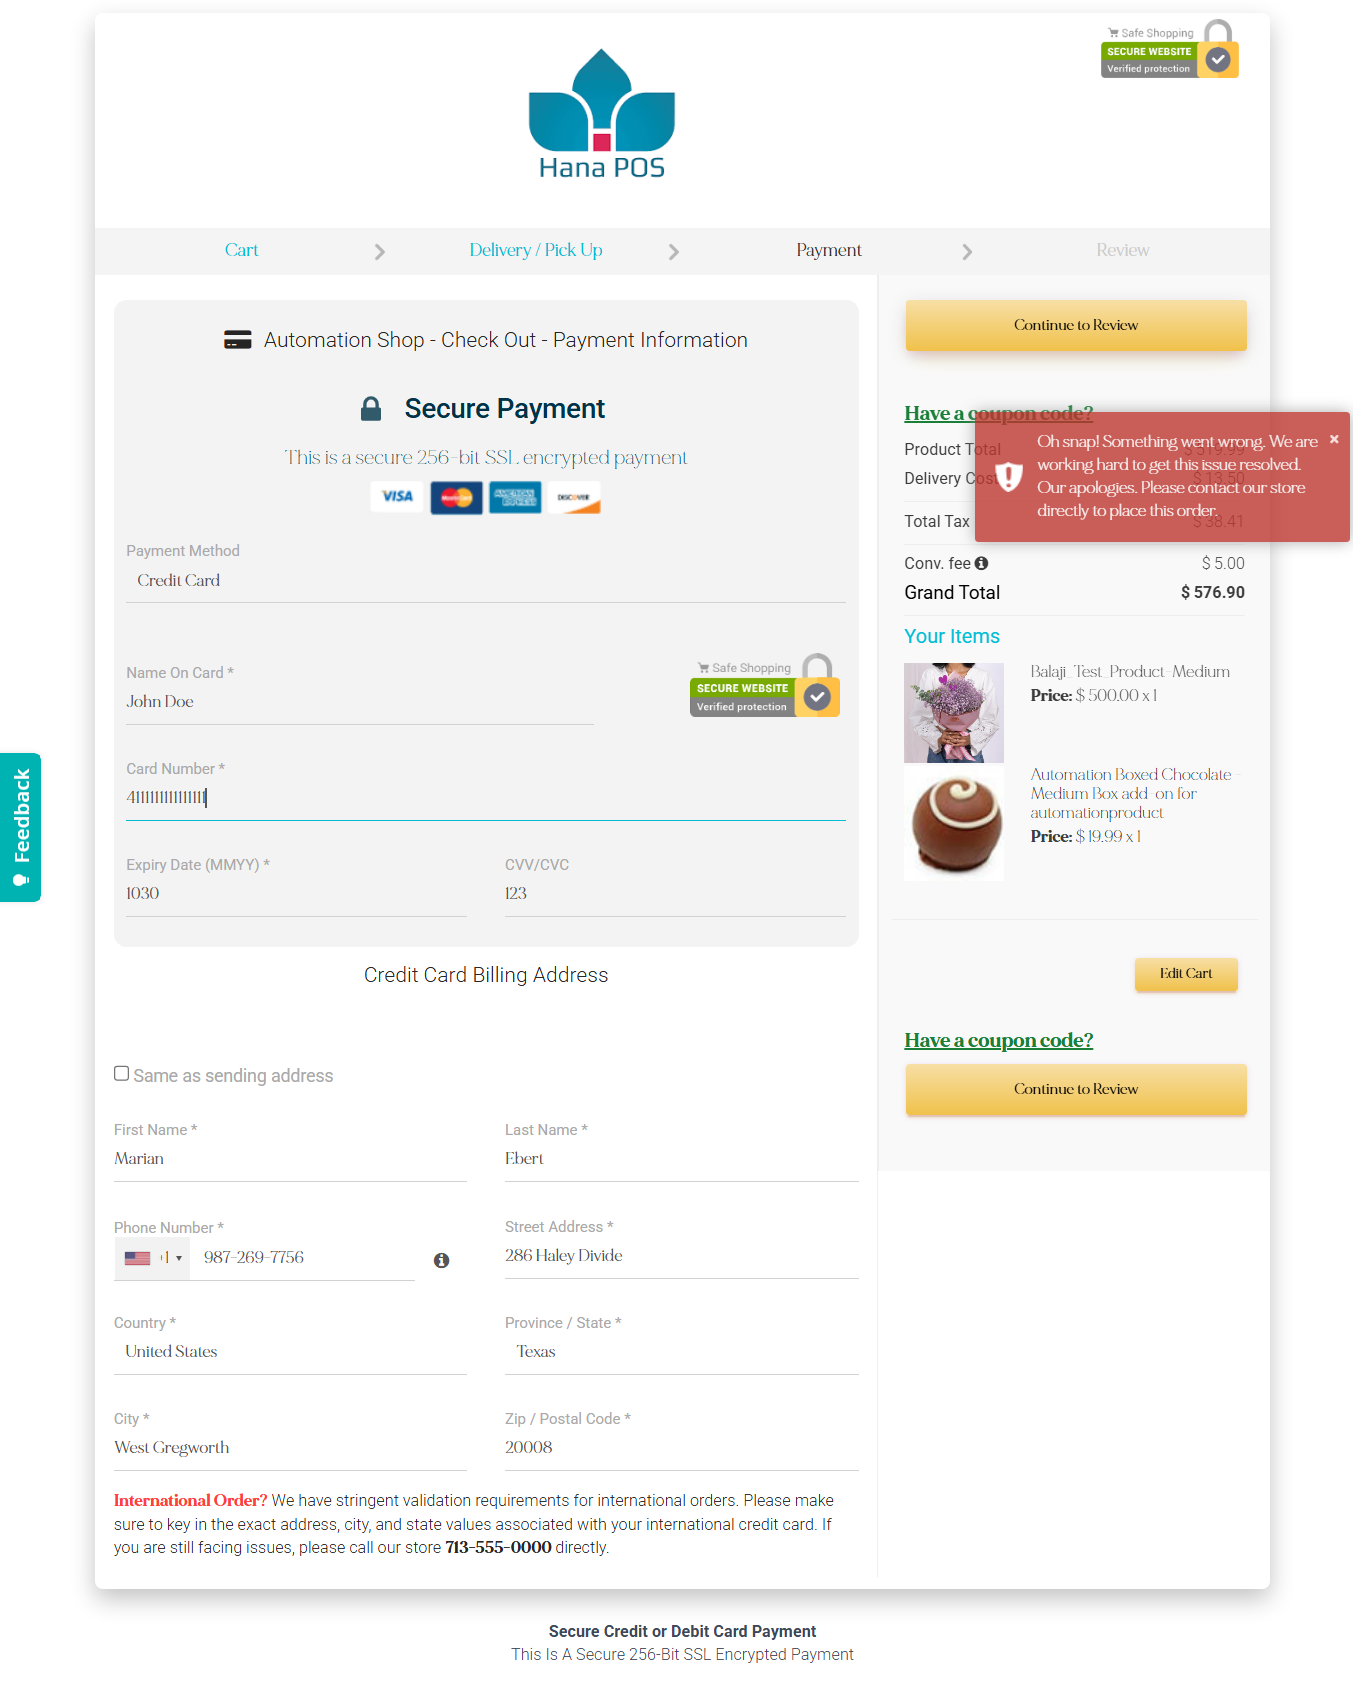 Safe Shopping
SECURE WEBSITE
Verified protection
Hana POS
Cart
Delivery / Pick Up
Payment
Review
Automation Shop - Check Out - Payment Information
Secure Payment
This is a secure 256-bit SSL encrypted payment
VISA
MasterCard
AMERICAN EXPRESS
DISCOVER
Payment Method
Credit Card
Name On Card *
John Doe
Safe Shopping
SECURE WEBSITE
Verified protection
Card Number *
4111111111111111
Expiry Date (MMYY) *
1030
CVV/CVC
123
Credit Card Billing Address
Same as sending address
First Name *
Marian
Last Name *
Ebert
Phone Number *
+1
987-269-7756
Street Address *
286 Haley Divide
Country *
United States
Province / State *
Texas
City *
West Gregworth
Zip / Postal Code *
20008
International Order? We have stringent validation requirements for international orders. Please make
sure to key in the exact address, city, and state values associated with your international credit card. If
you are still facing issues, please call our store 713-555-0000 directly.
Continue to Review
Have a coupon code?
Product Total
$ 519.99
Delivery Cost
$ 13.50
Total Tax
$ 38.41
Oh snap! Something went wrong. We are
working hard to get this issue resolved.
Our apologies. Please contact our store
directly to place this order.
×
Conv. fee
$ 5.00
Grand Total
$ 576.90
Your Items
Balaji_Test_Product-Medium
Price: $ 500.00 x 1
Automation Boxed Chocolate -
Medium Box add-on for
automationproduct
Price: $ 19.99 x 1
Edit Cart
Have a coupon code?
Continue to Review
Feedback
Secure Credit or Debit Card Payment
This Is A Secure 256-Bit SSL Encrypted Payment